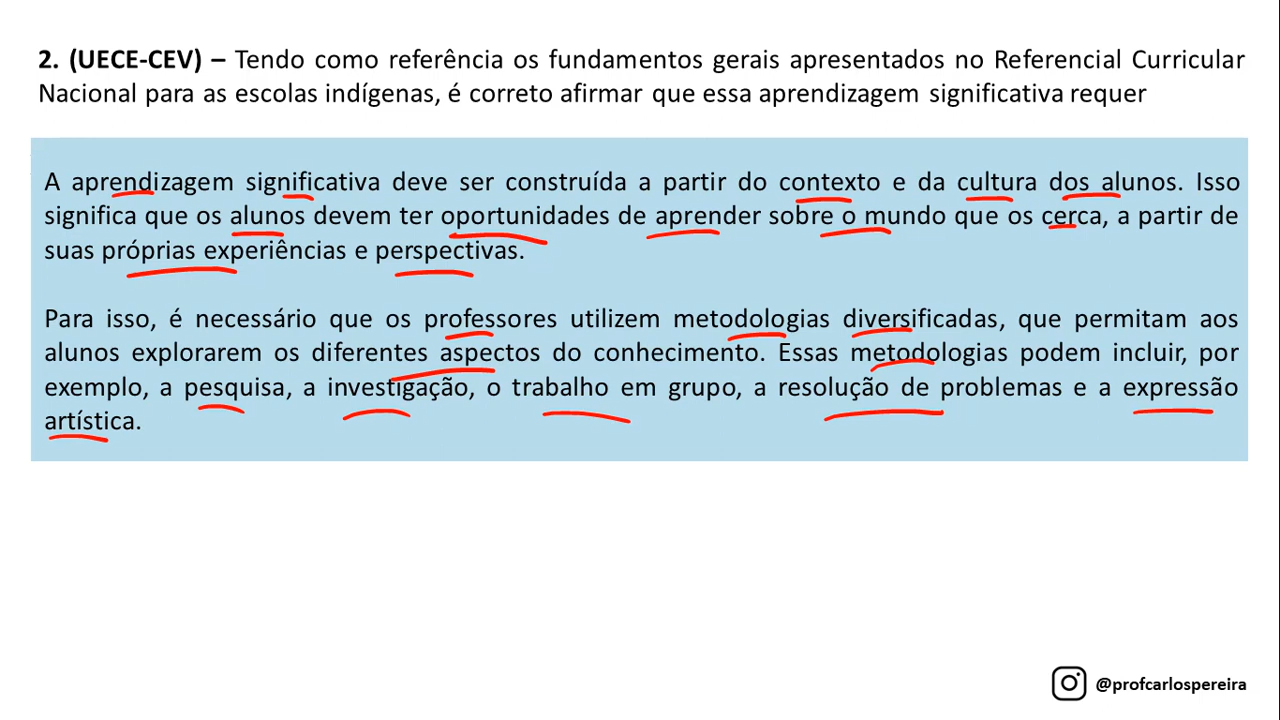 2. (UECE-CEV) – Tendo como referência os fundamentos gerais apresentados no Referencial Curricular
Nacional para as escolas indígenas, é correto afirmar que essa aprendizagem significativa requer
A aprendizagem significativa deve ser construída a partir do contexto e da cultura dos alunos. Isso
significa que os alunos devem ter oportunidades de aprender sobre o mundo que os cerca, a partir de
suas próprias experiências e perspectivas.
Para isso, é necessário que os professores utilizem metodologias diversificadas, que permitam aos
alunos explorarem os diferentes aspectos do conhecimento. Essas metodologias podem incluir, por
exemplo, a pesquisa, a investigação, o trabalho em grupo, a resolução de problemas e a expressão
artística.
@profcarlospereira